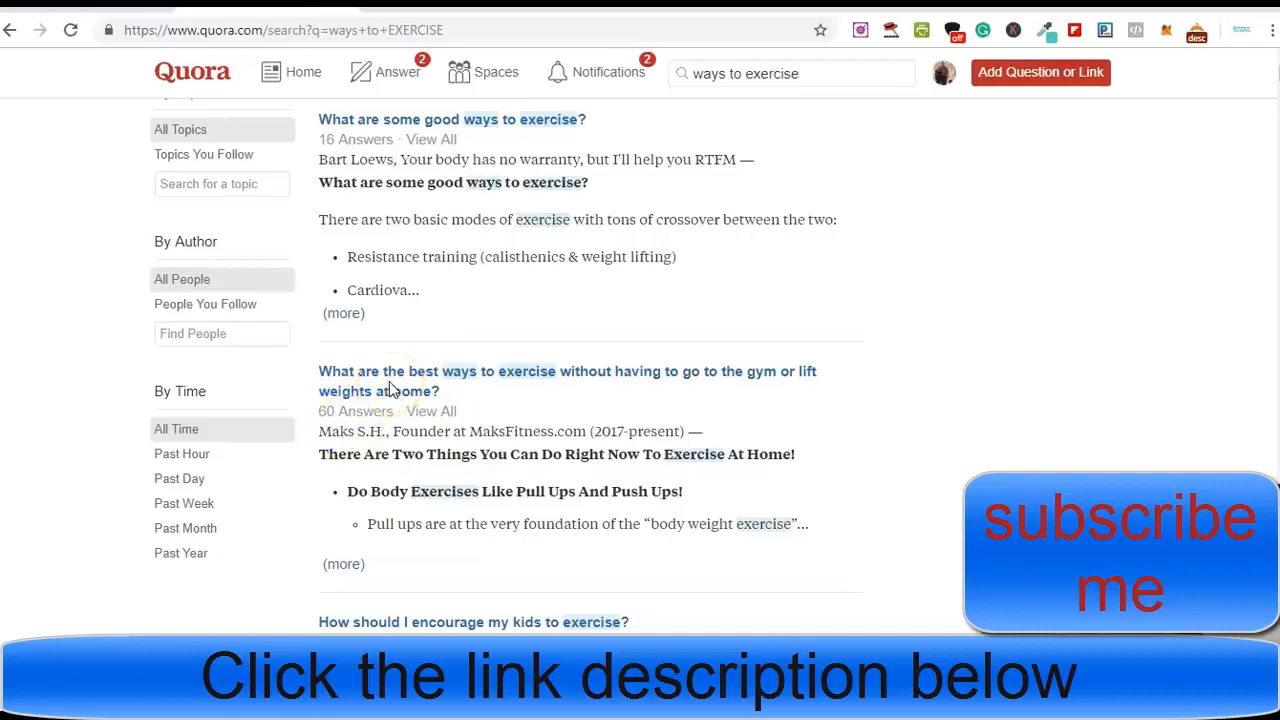 https://www.quora.com/search?q=ways+to+EXERCISE
off
desc
Quora
Home
Answer
2
Spaces
Notifications
2
ways to exercise
Add Question or Link
All Topics
Topics You Follow
Search for a topic
By Author
All People
People You Follow
Find People
By Time
All Time
Past Hour
Past Day
Past Week
Past Month
Past Year
What are some good ways to exercise?
16 Answers · View All
Bart Loews, Your body has no warranty, but I'll help you RTFM —
What are some good ways to exercise?
There are two basic modes of exercise with tons of crossover between the two:
• Resistance training (calisthenics & weight lifting)
• Cardiova...
(more)
What are the best ways to exercise without having to go to the gym or lift
weights at home?
60 Answers · View All
Maks S.H., Founder at MaksFitness.com (2017-present) —
There Are Two Things You Can Do Right Now To Exercise At Home!
• Do Body Exercises Like Pull Ups And Push Ups!
◦ Pull ups are at the very foundation of the “body weight exercise”...
(more)
How should I encourage my kids to exercise?
subscribe
me
Click the link description below